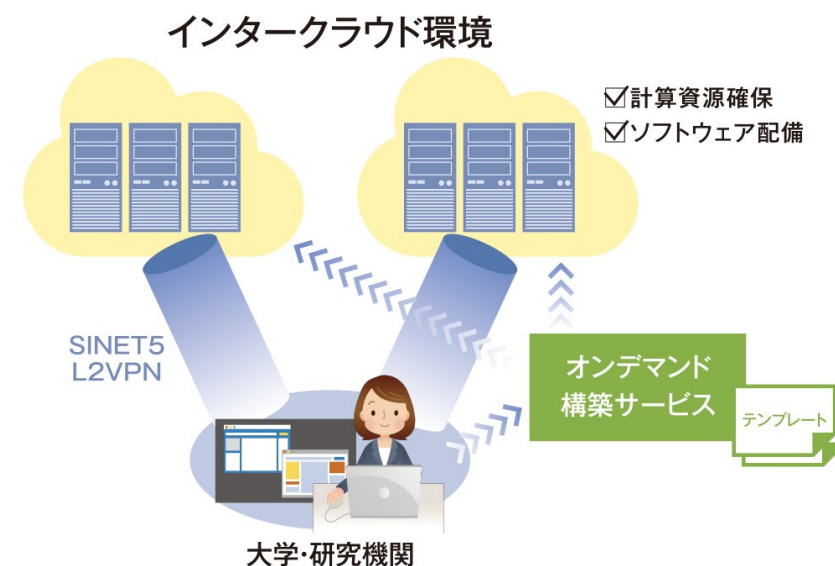 インタークラウド環境
☑計算資源確保
☑ソフトウェア配備
SINET5
L2VPN
オンデマンド
構築サービス
テンプレート
大学・研究機関